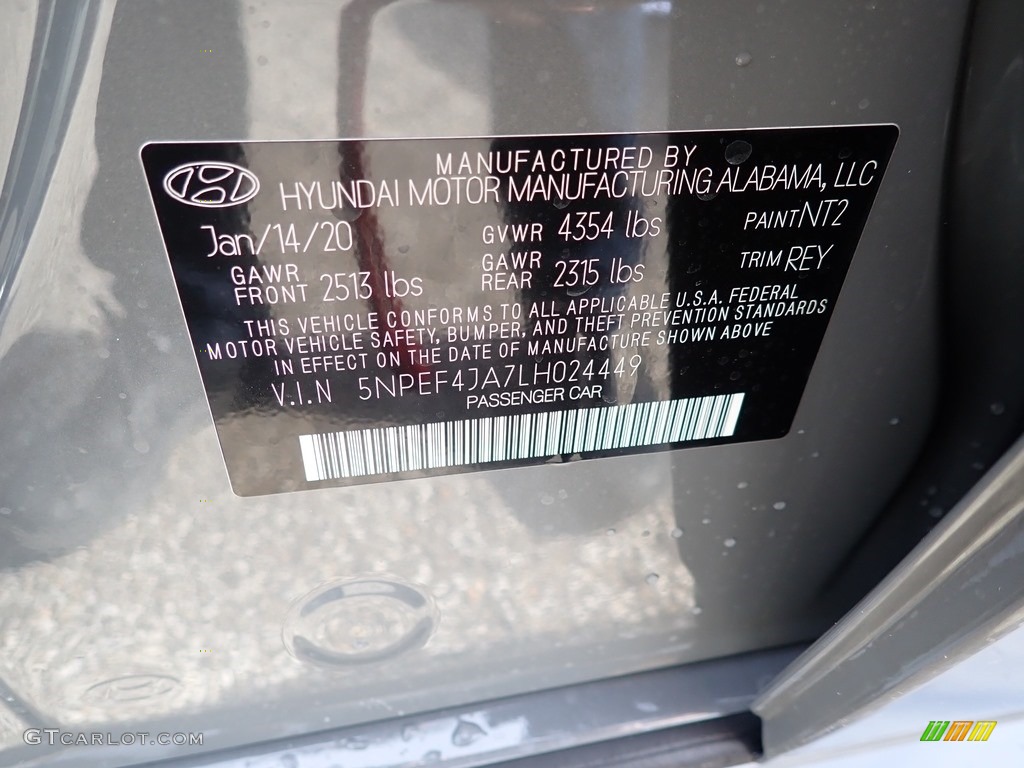 MANUFACTURED BY
HYUNDAI MOTOR MANUFACTURING ALABAMA, LLC
Jan/14/20 GVWR 4354 lbs PAINT NT2
GAWR FRONT 2513 lbs GAWR REAR 2315 lbs TRIM REY
THIS VEHICLE CONFORMS TO ALL APPLICABLE U.S.A. FEDERAL
MOTOR VEHICLE SAFETY, BUMPER, AND THEFT PREVENTION STANDARDS
IN EFFECT ON THE DATE OF MANUFACTURE SHOWN ABOVE
V.I.N 5NPEF4JA7LH024449
PASSENGER CAR
GTCARLOT.COM